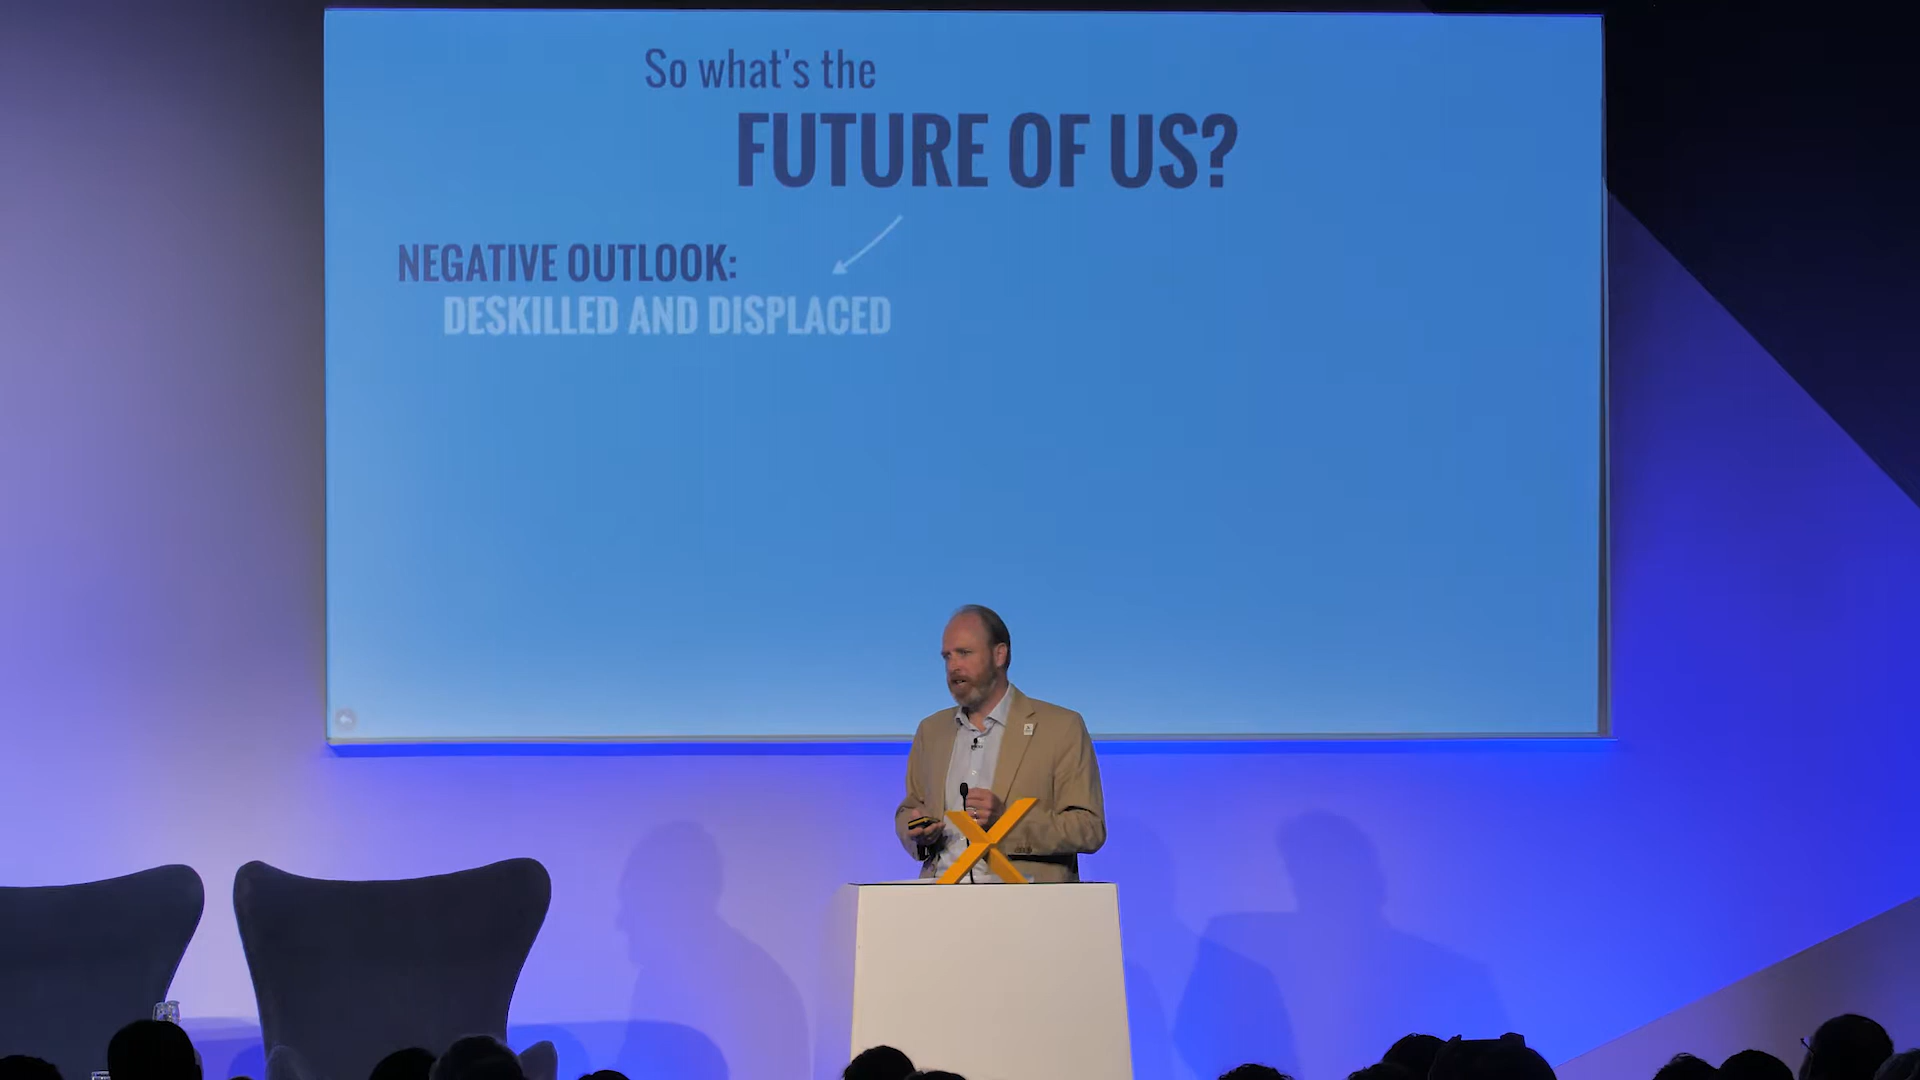 So what's the
FUTURE OF US?
NEGATIVE OUTLOOK:
DESKILLED AND DISPLACED
X